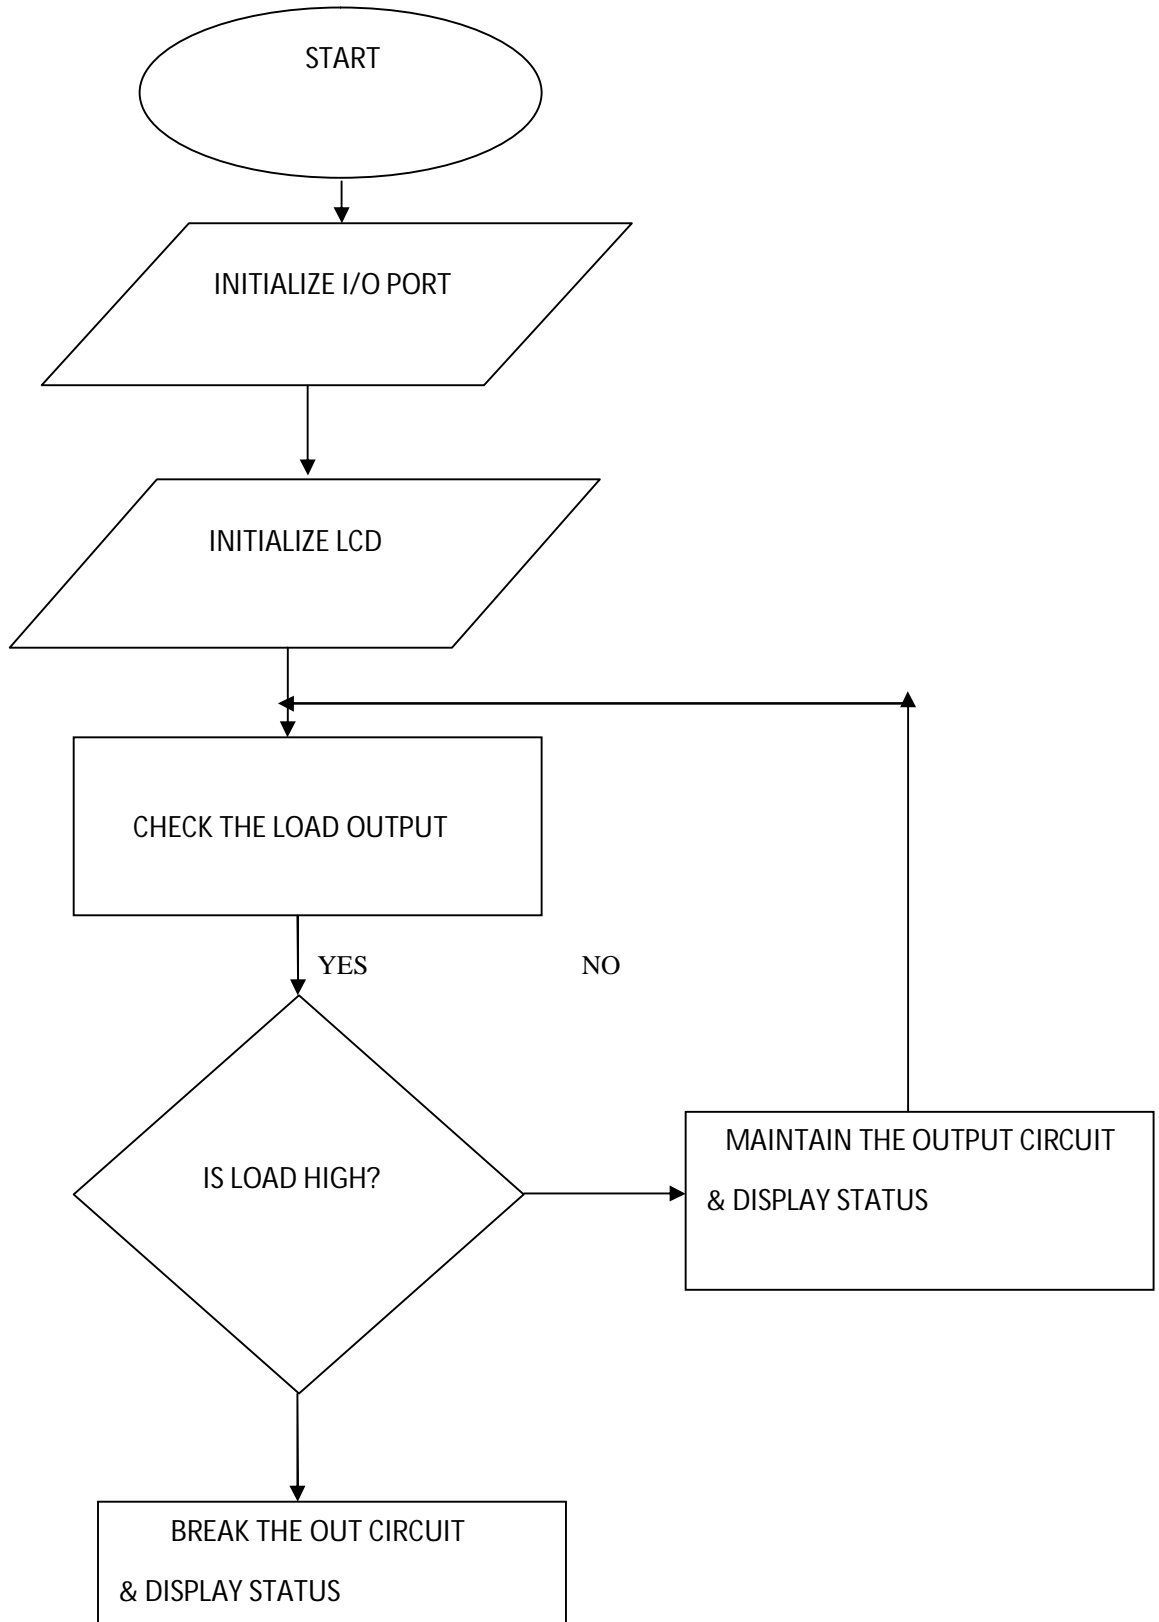 START
INITIALIZE I/O PORT
INITIALIZE LCD
CHECK THE LOAD OUTPUT
YES
NO
IS LOAD HIGH?
MAINTAIN THE OUTPUT CIRCUIT
& DISPLAY STATUS
BREAK THE OUT CIRCUIT
& DISPLAY STATUS